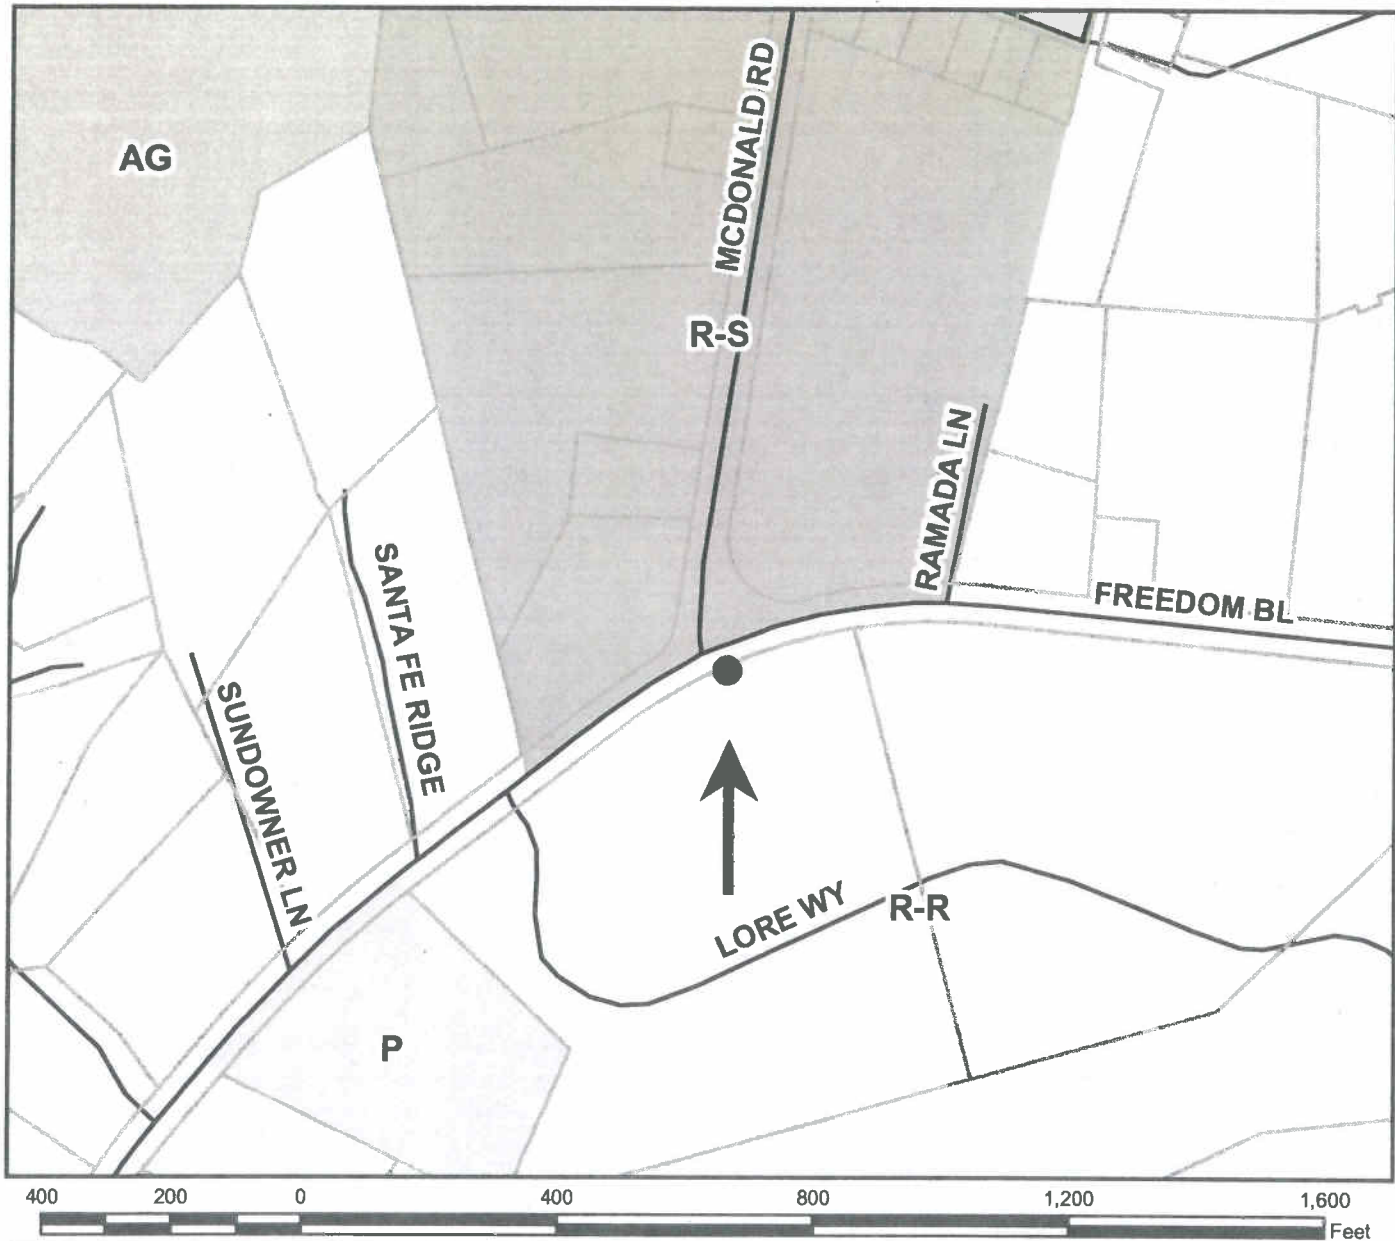 AG
MCDONALD RD
R-S
RAMADA LN
SANTA FE RIDGE
FREEDOM BL
SUNDOWNER LN
LORE WY
R-R
P
400 200 0 400 800 1,200 1,600
Feet